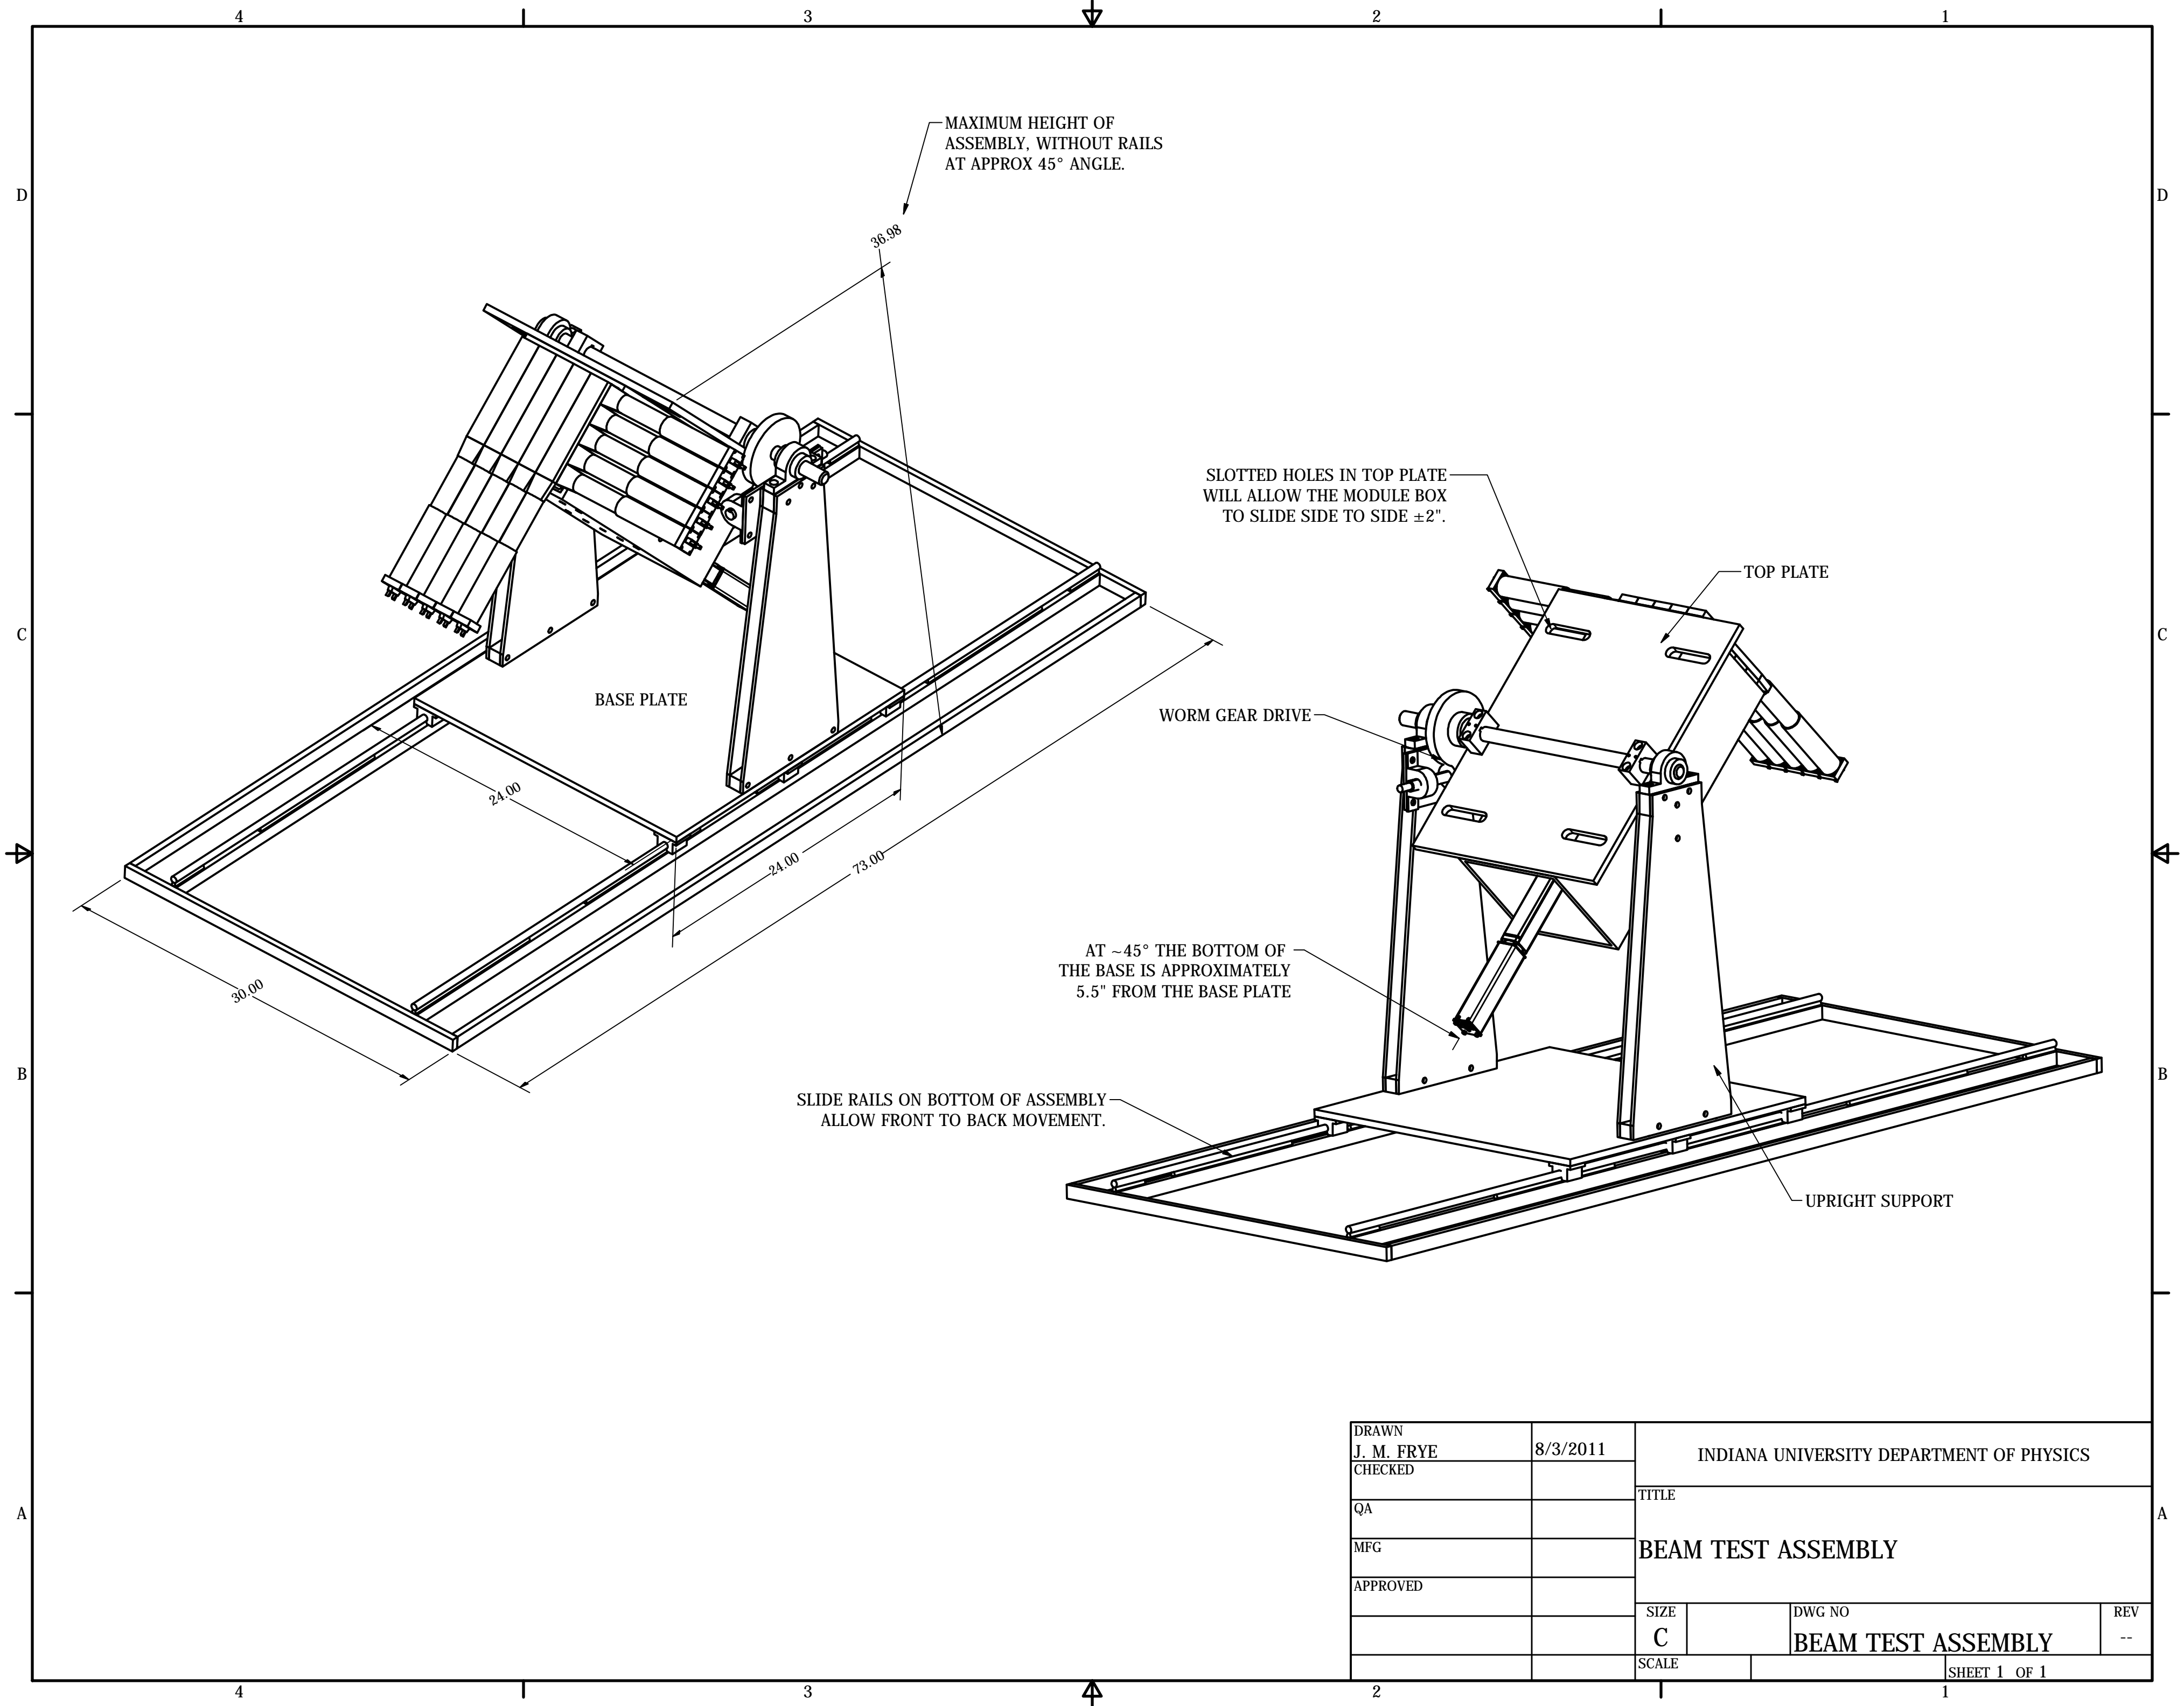 4 3 2 1
D D
C C
B B
A A
MAXIMUM HEIGHT OF
ASSEMBLY, WITHOUT RAILS
AT APPROX 45° ANGLE.
36.98
BASE PLATE
24.00
24.00
73.00
30.00
SLOTTED HOLES IN TOP PLATE
WILL ALLOW THE MODULE BOX
TO SLIDE SIDE TO SIDE ±2".
TOP PLATE
WORM GEAR DRIVE
AT ~45° THE BOTTOM OF
THE BASE IS APPROXIMATELY
5.5" FROM THE BASE PLATE
SLIDE RAILS ON BOTTOM OF ASSEMBLY
ALLOW FRONT TO BACK MOVEMENT.
UPRIGHT SUPPORT
DRAWN
J. M. FRYE 8/3/2011
CHECKED
QA
MFG
APPROVED
INDIANA UNIVERSITY DEPARTMENT OF PHYSICS
TITLE
BEAM TEST ASSEMBLY
SIZE
C
DWG NO
BEAM TEST ASSEMBLY
REV
--
SCALE
SHEET 1 OF 1
4 3 2 1